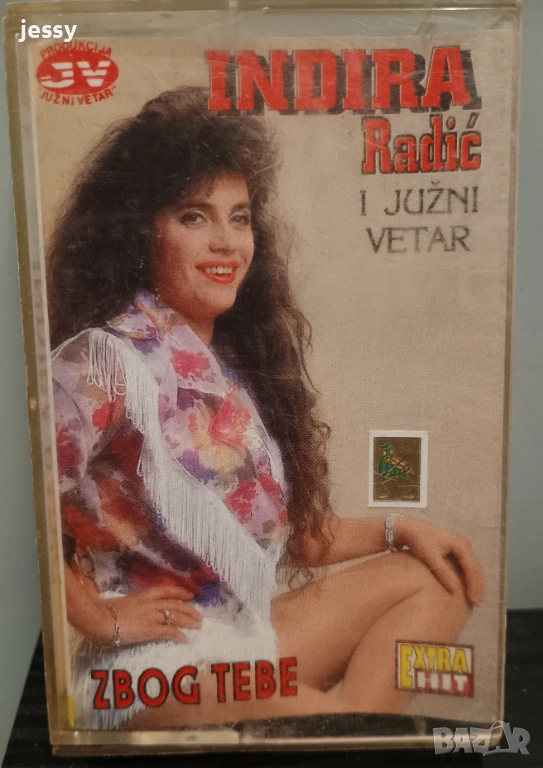 jessy
PRODUKCIJA
JV
"JUŽNI VETAR"
INDIRA
Radić
I JUŽNI
VETAR
ZBOG TEBE
EXTRA
HIT
BAZAR